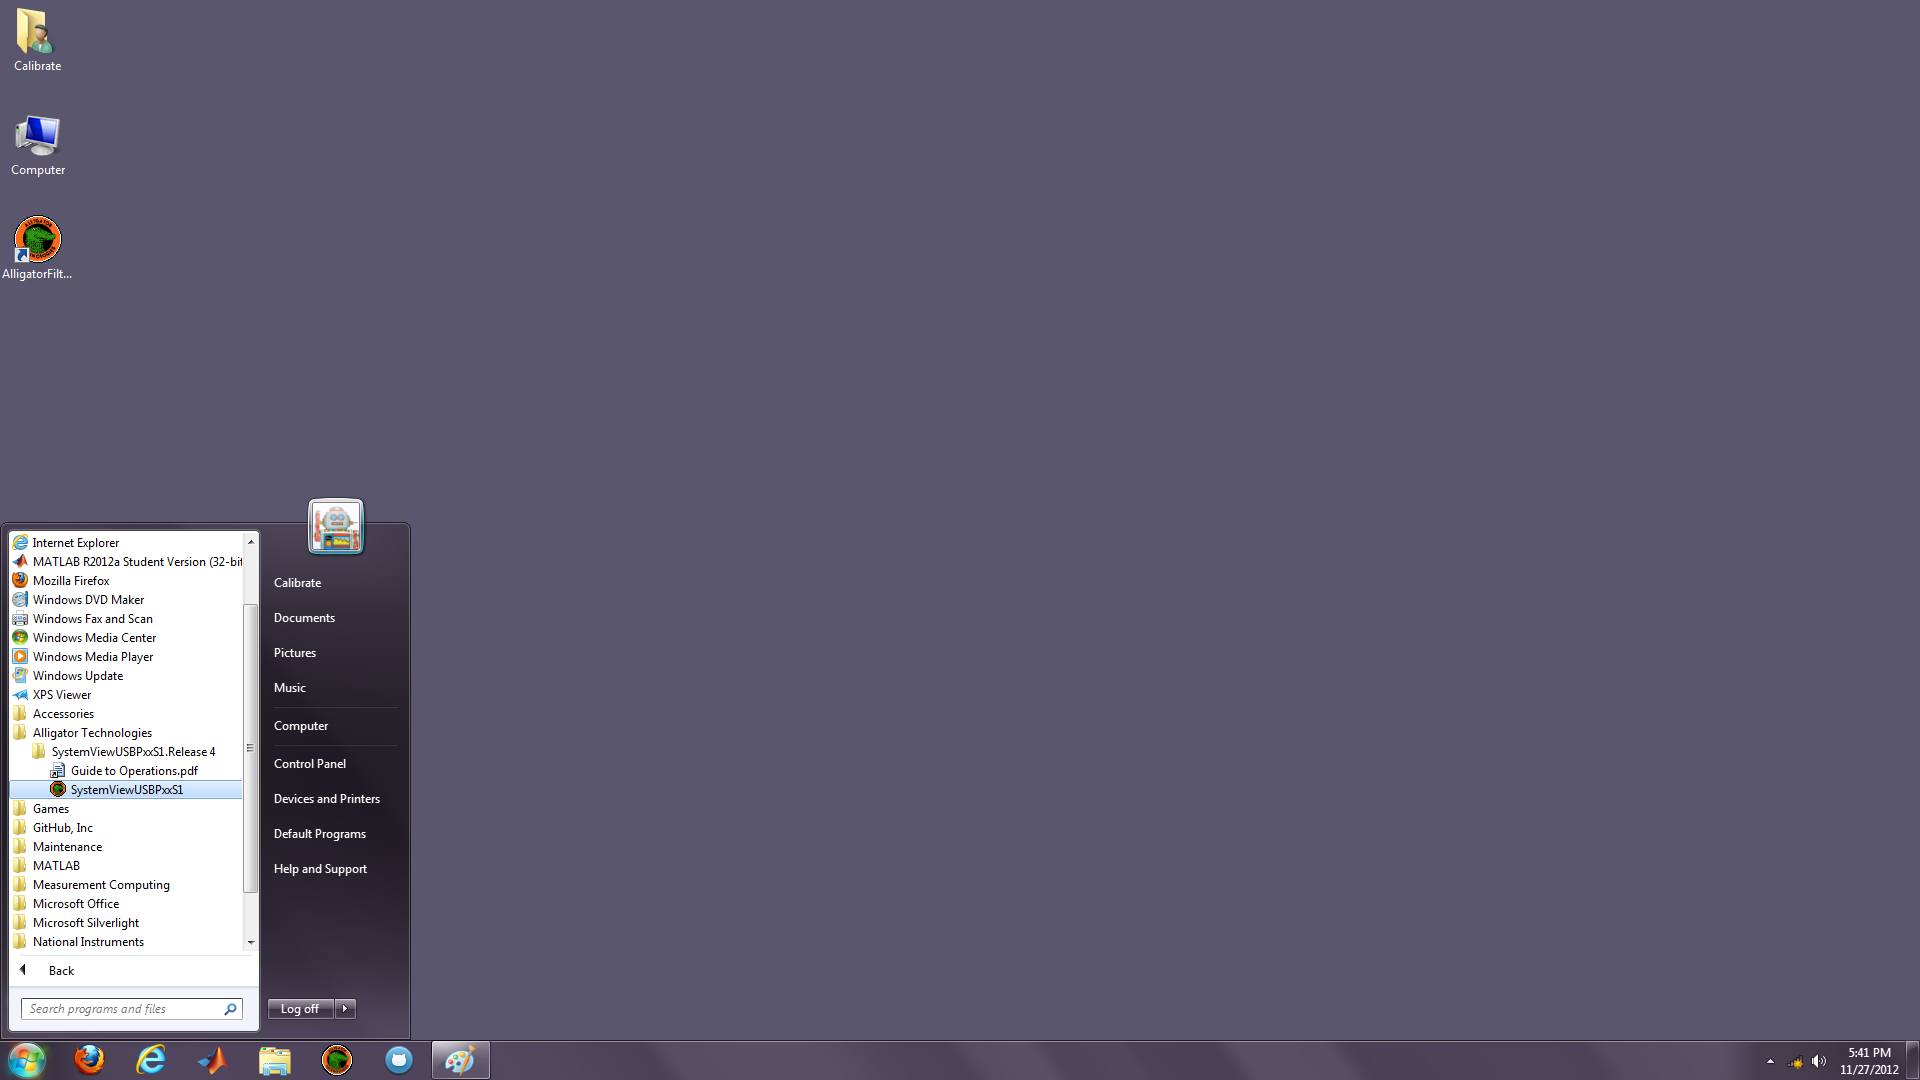 Calibrate
Computer
AlligatorFilt...
Internet Explorer
MATLAB R2012a Student Version (32-bit
Mozilla Firefox
Windows DVD Maker
Windows Fax and Scan
Windows Media Center
Windows Media Player
Windows Update
XPS Viewer
Accessories
Alligator Technologies
SystemViewUSBPxxS1.Release 4
Guide to Operations.pdf
SystemViewUSBPxxS1
Games
GitHub, Inc
Maintenance
MATLAB
Measurement Computing
Microsoft Office
Microsoft Silverlight
National Instruments
Back
Search programs and files
Calibrate
Documents
Pictures
Music
Computer
Control Panel
Devices and Printers
Default Programs
Help and Support
Log off
5:41 PM
11/27/2012